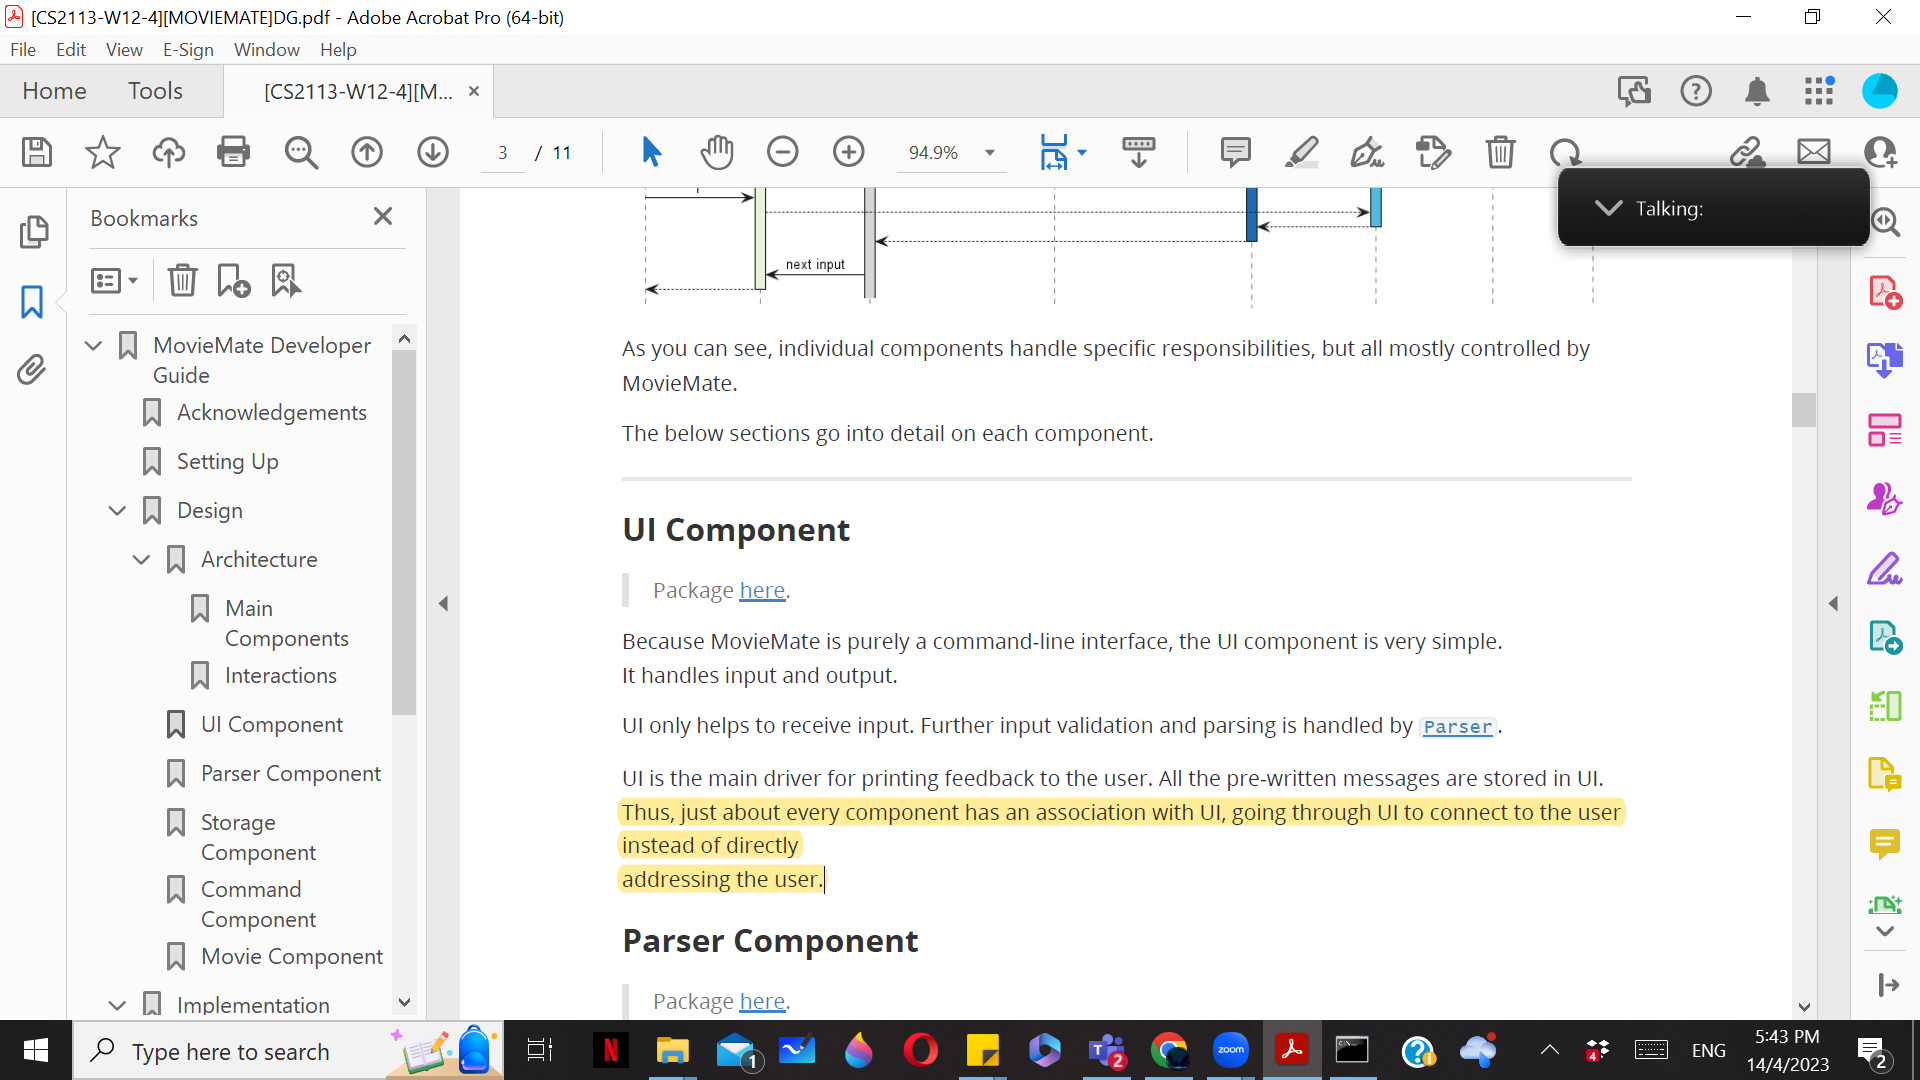 [CS2113-W12-4][MOVIEMATE]DG.pdf - Adobe Acrobat Pro (64-bit)
File Edit View E-Sign Window Help
Home Tools [CS2113-W12-4][M... ×
3 / 11 94.9%
Talking:
Bookmarks
MovieMate Developer
Guide
Acknowledgements
Setting Up
Design
Architecture
Main
Components
Interactions
UI Component
Parser Component
Storage
Component
Command
Component
Movie Component
Implementation
next input
As you can see, individual components handle specific responsibilities, but all mostly controlled by
MovieMate.
The below sections go into detail on each component.
UI Component
Package here.
Because MovieMate is purely a command-line interface, the UI component is very simple.
It handles input and output.
UI only helps to receive input. Further input validation and parsing is handled by Parser.
UI is the main driver for printing feedback to the user. All the pre-written messages are stored in UI.
Thus, just about every component has an association with UI, going through UI to connect to the user
instead of directly
addressing the user.
Parser Component
Package here.
Type here to search
N
1
2
zoom
4
ENG
5:43 PM
14/4/2023
2